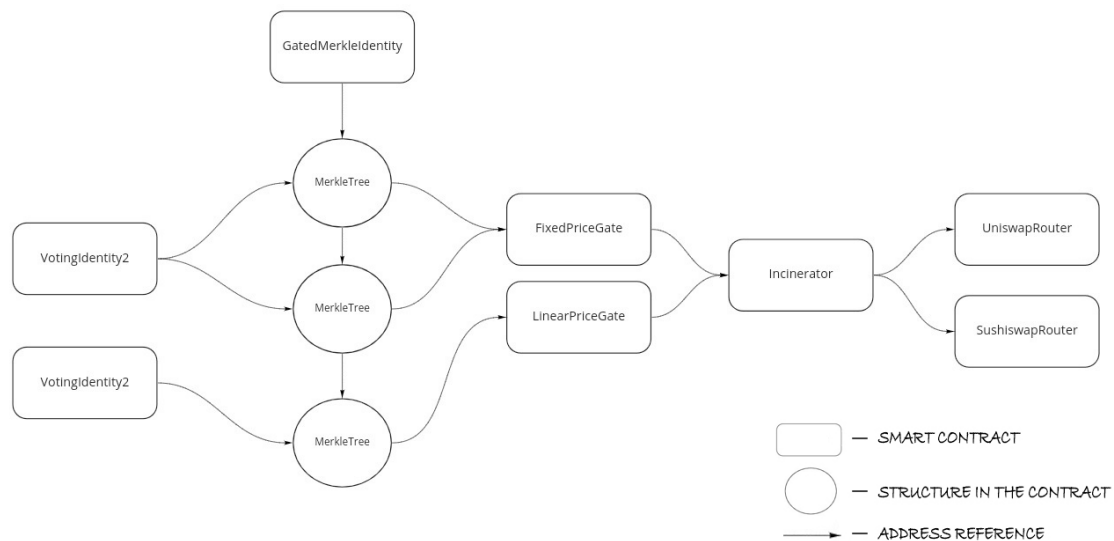 GatedMerkleIdentity
MerkleTree
FixedPriceGate
UniswapRouter
VotingIdentity2
Incinerator
MerkleTree
LinearPriceGate
SushiswapRouter
VotingIdentity2
MerkleTree
— SMART CONTRACT
— STRUCTURE IN THE CONTRACT
— ADDRESS REFERENCE